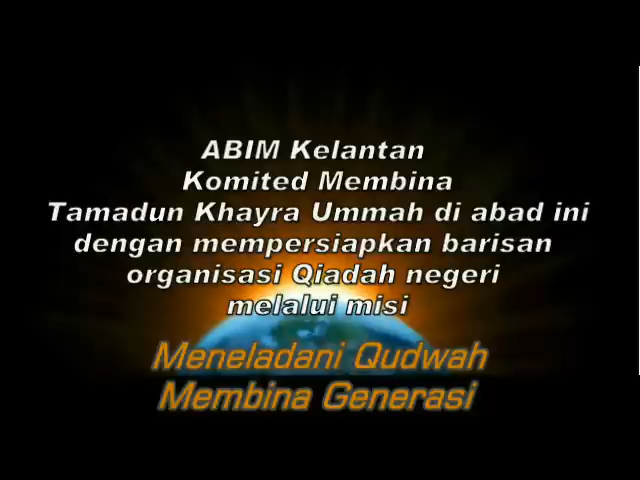 ABIM Kelantan
Komited Membina
Tamadun Khayra Ummah di abad ini
dengan mempersiapkan barisan
organisasi Qiadah negeri
melalui misi
Meneladani Qudwah
Membina Generasi